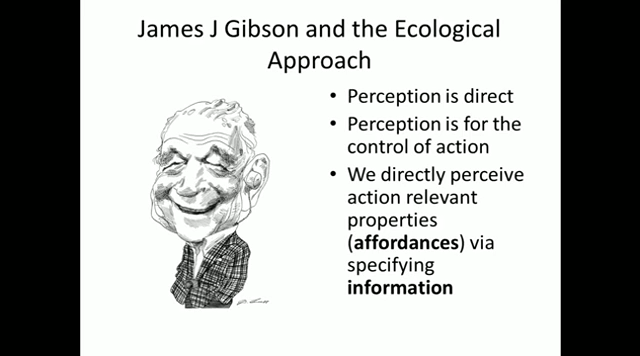 James J Gibson and the Ecological
Approach
• Perception is direct
• Perception is for the
control of action
• We directly perceive
action relevant
properties
(affordances) via
specifying
information